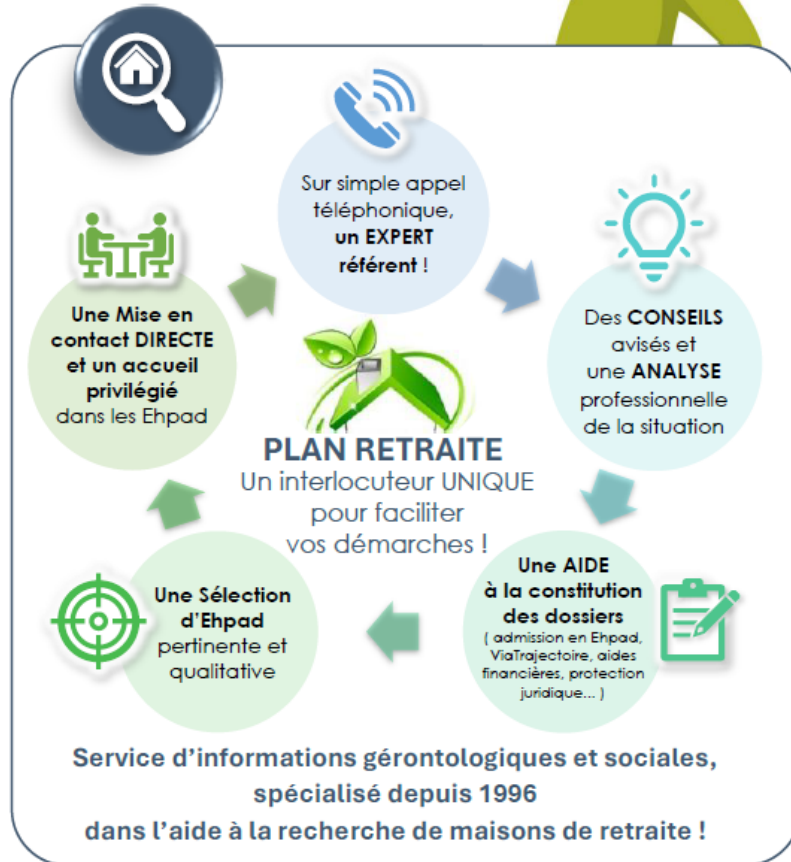 Sur simple appel
téléphonique,
un EXPERT
référent !
Des CONSEILS
avisés et
une ANALYSE
professionnelle
de la situation
Une AIDE
à la constitution
des dossiers
( admission en Ehpad,
ViaTrajectoire, aides
financières, protection
juridique... )
Une Sélection
d'Ehpad
pertinente et
qualitative
Une Mise en
contact DIRECTE
et un accueil
privilégié
dans les Ehpad
PLAN RETRAITE
Un interlocuteur UNIQUE
pour faciliter
vos démarches !
Service d'informations gérontologiques et sociales,
spécialisé depuis 1996
dans l'aide à la recherche de maisons de retraite !